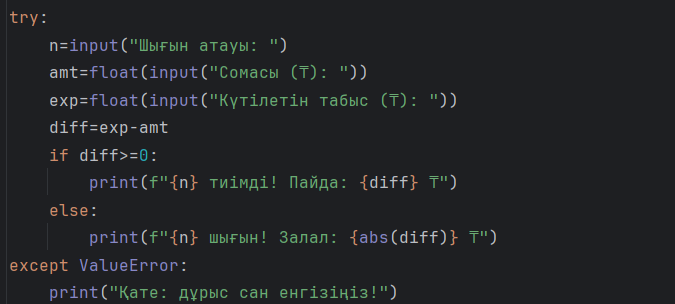 try:
    n=input("Шығын атауы: ")
    amt=float(input("Сомасы (₸): "))
    exp=float(input("Күтілетін табыс (₸): "))
    diff=exp-amt
    if diff>=0:
        print(f"{n} тиімді! Пайда: {diff} ₸")
    else:
        print(f"{n} шығын! Залал: {abs(diff)} ₸")
except ValueError:
    print("Қате: дұрыс сан енгізіңіз!")